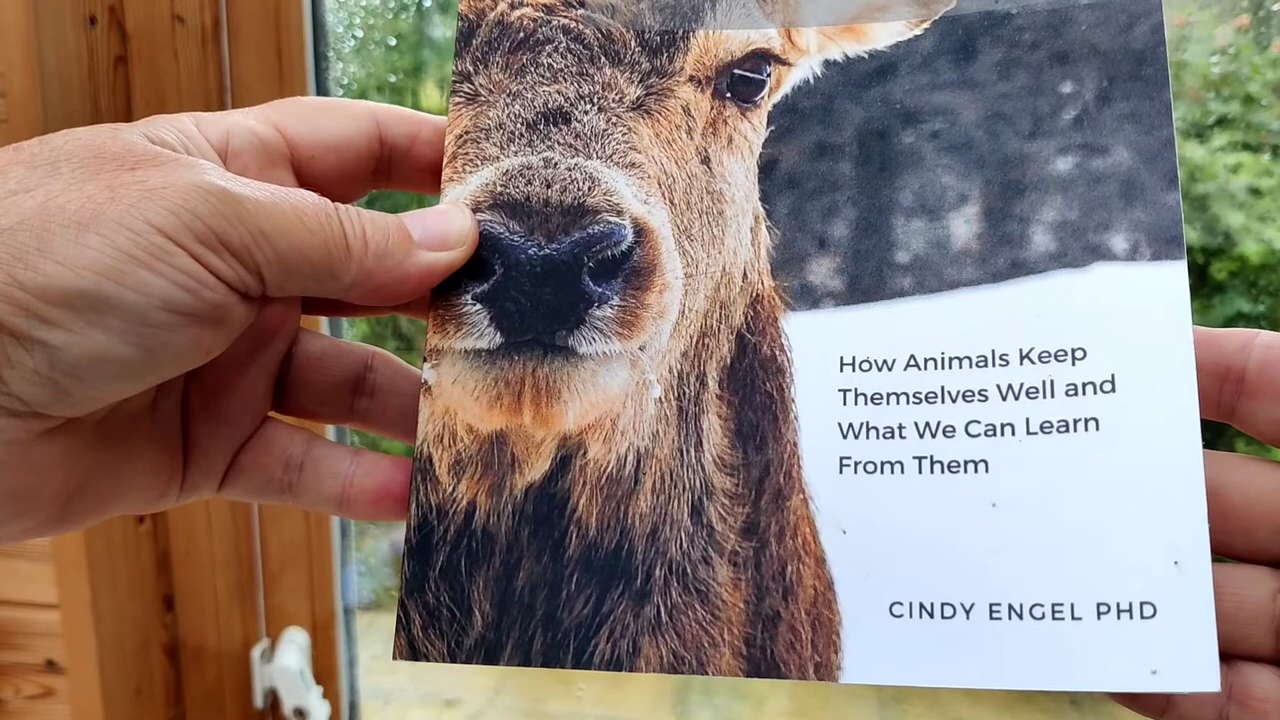 How Animals Keep
Themselves Well and
What We Can Learn
From Them
CINDY ENGEL PHD